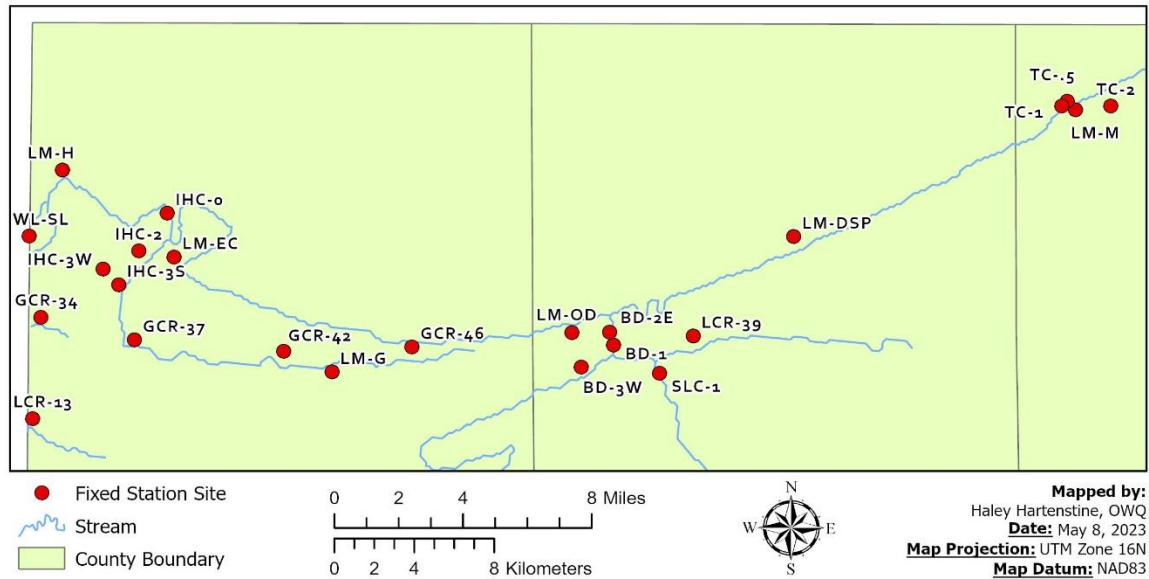 TC-.5
TC-2
TC-1
LM-M
LM-H
IHC-0
WL-SL
IHC-2
LM-EC
LM-DSP
IHC-3W
IHC-3S
GCR-34
GCR-37
GCR-42
GCR-46
LM-OD
BD-2E
LCR-39
LM-G
BD-1
BD-3W
SLC-1
LCR-13
Fixed Station Site
Stream
County Boundary
0 2 4 8 Miles
0 2 4 8 Kilometers
N
W E
S
Mapped by:
Haley Hartenstine, OWQ
Date: May 8, 2023
Map Projection: UTM Zone 16N
Map Datum: NAD83